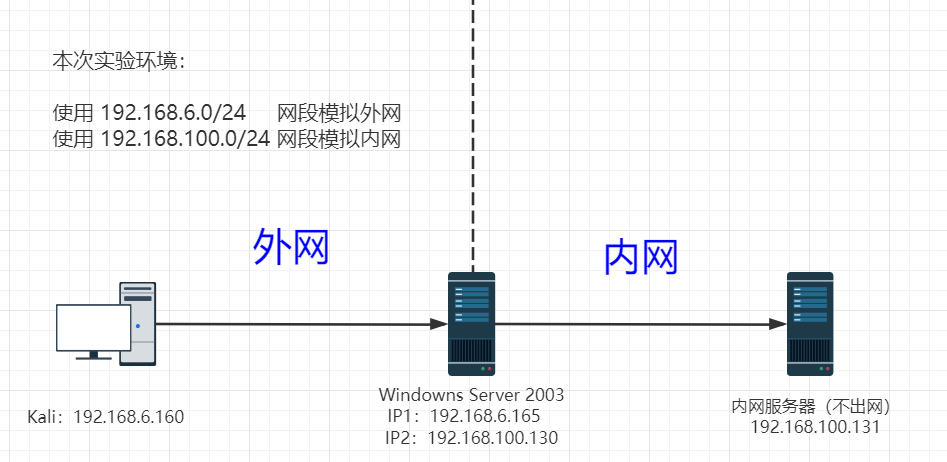 本次实验环境：
使用 192.168.6.0/24 网段模拟外网
使用 192.168.100.0/24 网段模拟内网
外网
内网
Kali：192.168.6.160
Windowns Server 2003
IP1：192.168.6.165
IP2：192.168.100.130
内网服务器（不出网）
192.168.100.131